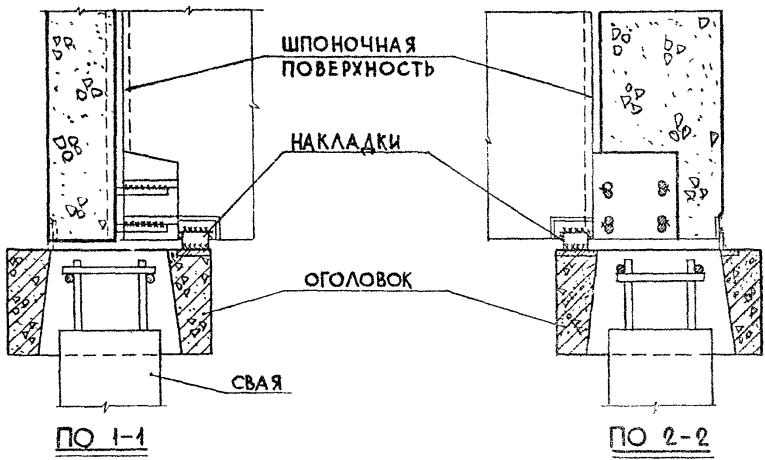 ШПОНОЧНАЯ
ПОВЕРХНОСТЬ
НАКЛАДКИ
ОГОЛОВОК
СВАЯ
ПО 1-1
ПО 2-2